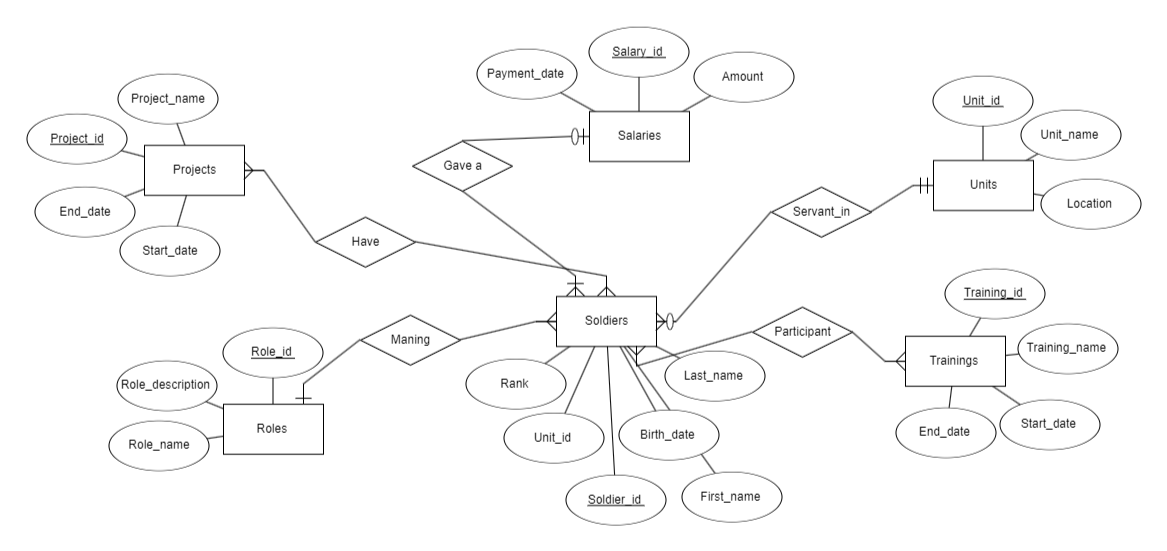 Salary_id
Payment_date
Amount
Project_name
Unit_id
Project_id
Salaries
Unit_name
Projects
Gave a
Units
End_date
Servant_in
Location
Start_date
Have
Training_id
Soldiers
Participant
Role_id
Maning
Training_name
Trainings
Role_description
Rank
Last_name
Roles
Start_date
Role_name
Unit_id
Birth_date
End_date
Soldier_id
First_name